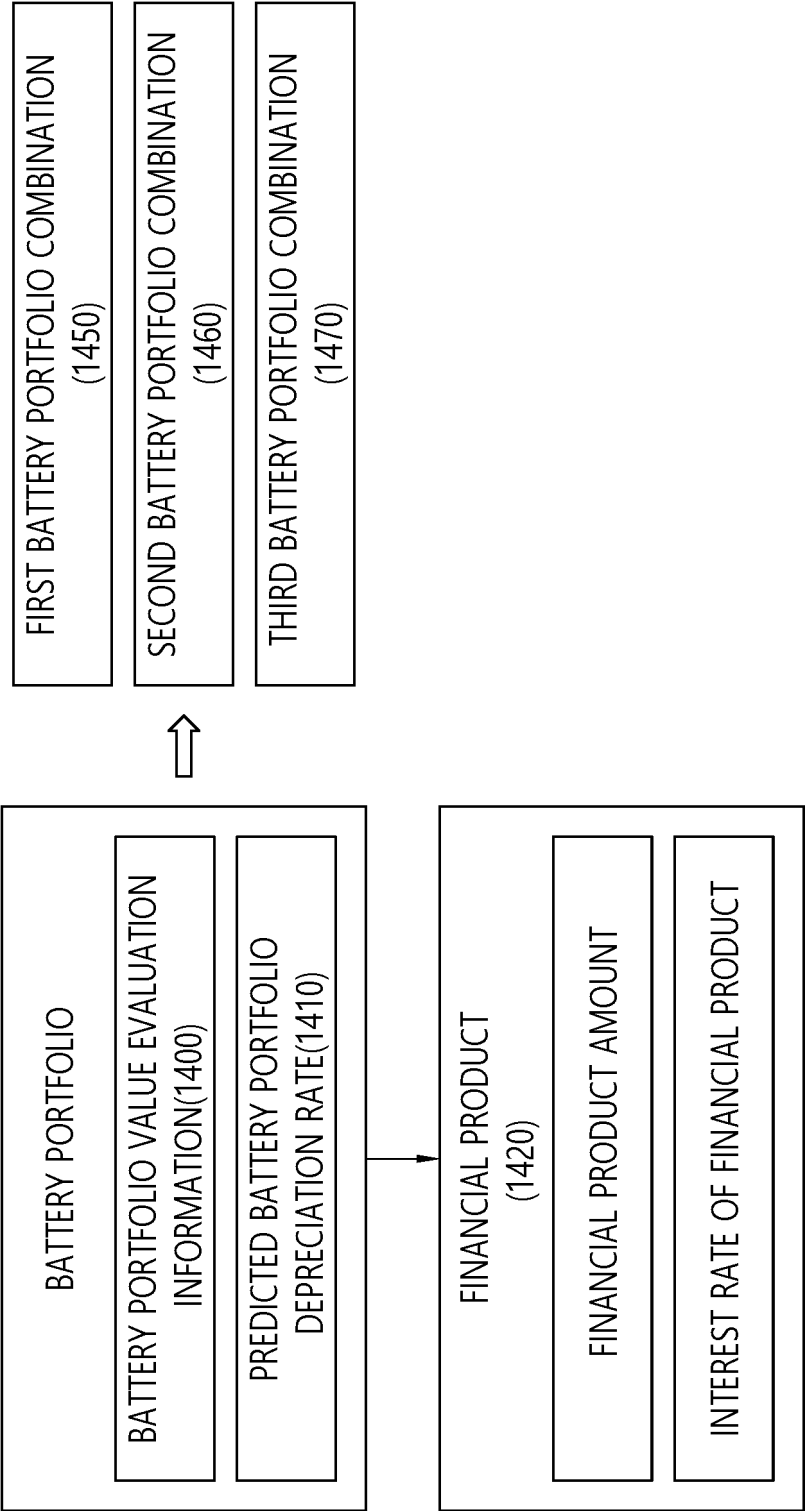 BATTERY PORTFOLIO
BATTERY PORTFOLIO VALUE EVALUATION
INFORMATION(1400)
PREDICTED BATTERY PORTFOLIO
DEPRECIATION RATE(1410)
FINANCIAL PRODUCT
(1420)
FINANCIAL PRODUCT AMOUNT
INTEREST RATE OF FINANCIAL PRODUCT
FIRST BATTERY PORTFOLIO COMBINATION
(1450)
SECOND BATTERY PORTFOLIO COMBINATION
(1460)
THIRD BATTERY PORTFOLIO COMBINATION
(1470)